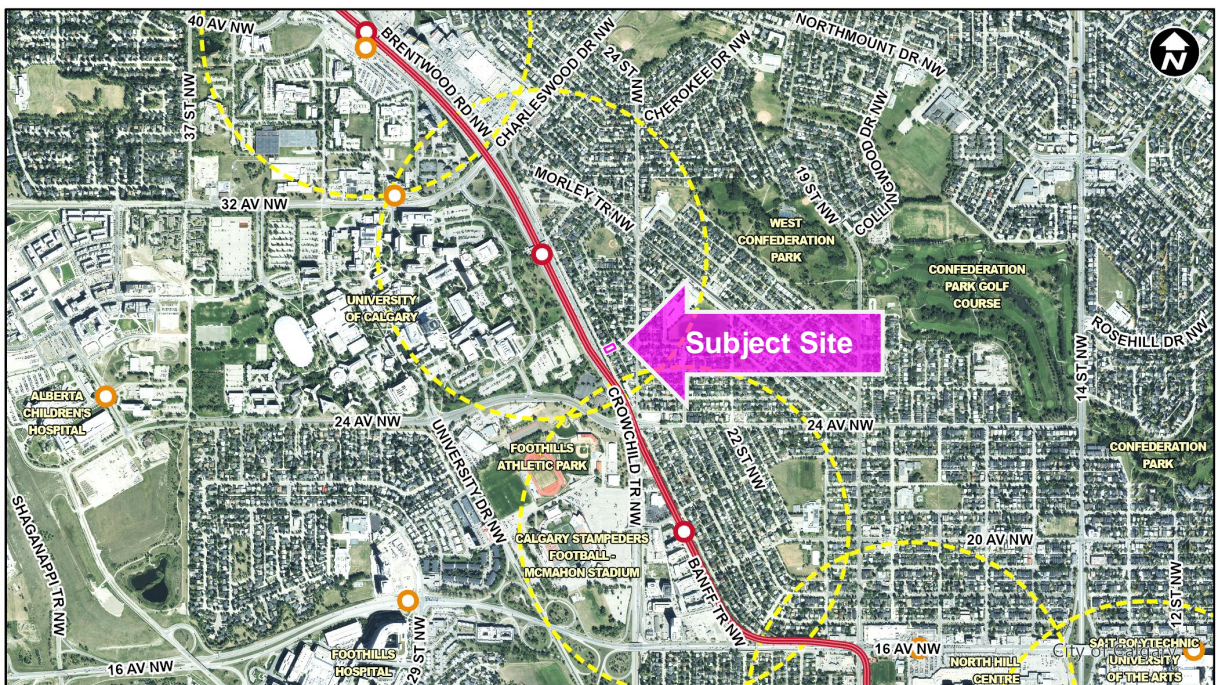 40 AV NW
BRENTWOOD RD NW
CHARLESWOOD DR NW
24 ST NW
CHEROKEE DR NW
NORTHMOUNT DR NW
N
37 ST NW
COLLINGWOOD DR NW
19 ST NW
MORLEY TR NW
32 AV NW
WEST
CONFEDERATION
PARK
CONFEDERATION
PARK GOLF
COURSE
UNIVERSITY
OF CALGARY
Subject Site
ROSEHILL DR NW
14 ST NW
ALBERTA
CHILDREN'S
HOSPITAL
24 AV NW
UNIVERSITY DR NW
CROWCHILD TR NW
24 AV NW
22 ST NW
FOOTHILLS
ATHLETIC PARK
CONFEDERATION
PARK
SHAGANAPPI TR NW
CALGARY STAMPEDERS
FOOTBALL -
MCMAHON STADIUM
20 AV NW
BANFF TR NW
12 ST NW
16 AV NW
FOOTHILLS
HOSPITAL
29 ST NW
16 AV NW
NORTH HILL
CENTRE
City of Calgary
SAIT POLYTECHNIC
UNIVERSITY
OF THE ARTS